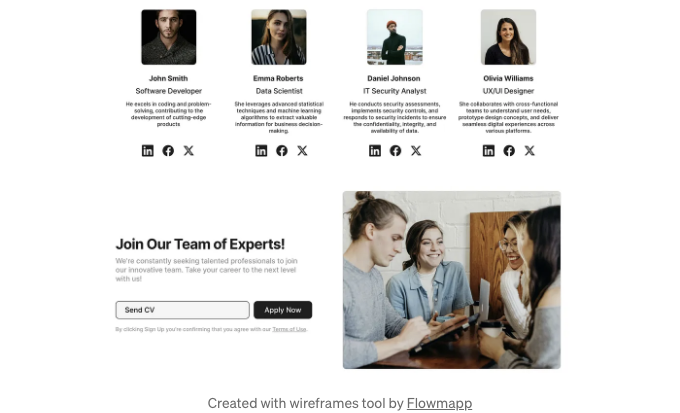 John Smith
Software Developer
He excels in coding and problem-
solving, contributing to the
development of cutting-edge
products
Emma Roberts
Data Scientist
She leverages advanced statistical
techniques and machine learning
algorithms to extract valuable
information for business decision-
making.
Daniel Johnson
IT Security Analyst
He conducts security assessments,
implements security controls, and
responds to security incidents to ensure
the confidentiality, integrity, and
availability of data.
Olivia Williams
UX/UI Designer
She collaborates with cross-functional
teams to understand user needs,
prototype design concepts, and deliver
seamless digital experiences across
various platforms.
Join Our Team of Experts!
We're constantly seeking talented professionals to join
our innovative team. Take your career to the next level
with us!
Send CV
Apply Now
By clicking Sign Up you're confirming that you agree with our Terms of Use.
Created with wireframes tool by Flowmapp